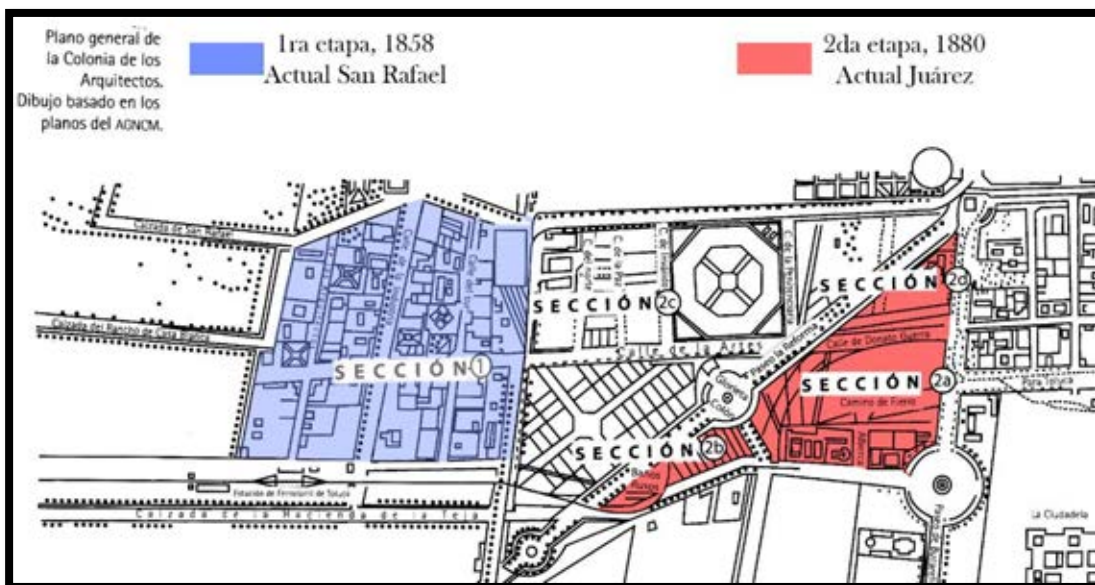 Plano general de
la Colonia de los
Arquitectos.
Dibujo basado en los
planos del AGNCM.
1ra etapa, 1858
Actual San Rafael
2da etapa, 1880
Actual Juárez
Calzada de San Rafael
Calzada del Rancho de Casa Blanca
SECCIÓN 1
SECCIÓN 2c
Calle de las Artes
Paseo la Reforma
Glorieta
Colón
SECCIÓN 2d
Calle de Donato Guerra
SECCIÓN 2a
Camino de Fierro
Alberca
SECCIÓN 2b
Baños
Rusos
Estación de Ferrocarril de Toluca
Calzada de la Hacienda de la Teja
La Ciudadela